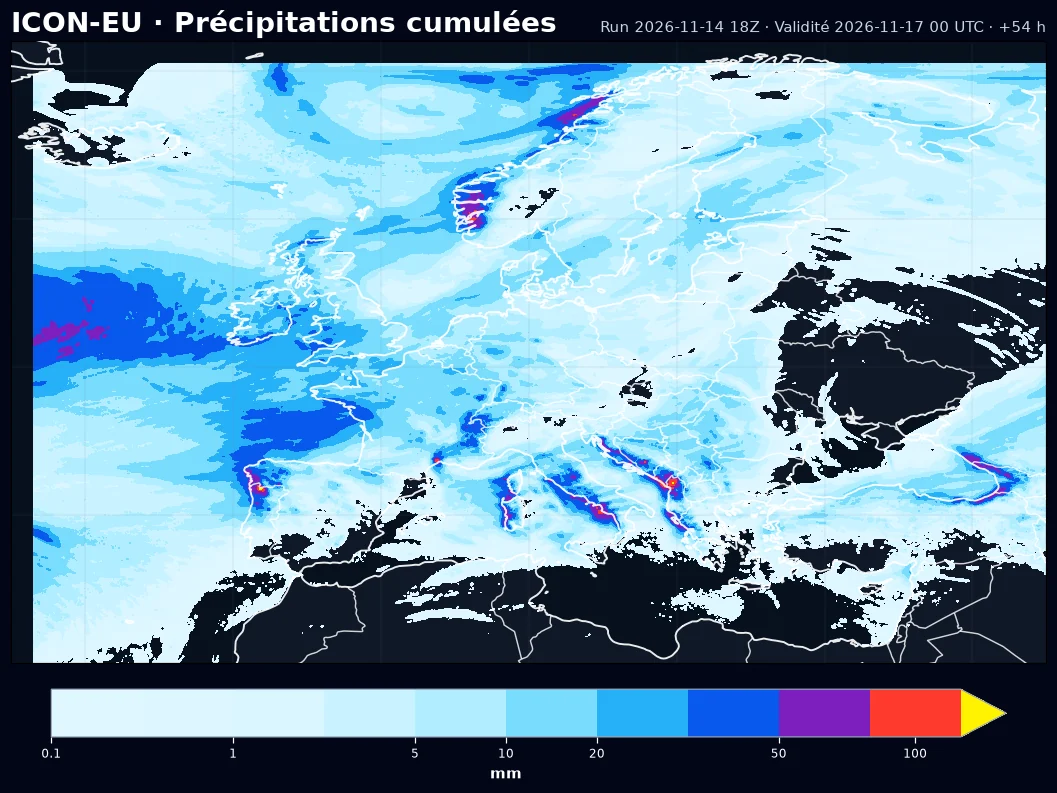 ICON-EU · Précipitations cumulées
Run 2026-11-14 18Z · Validité 2026-11-17 00 UTC · +54 h
0.1 1 5 10 20 50 100
mm